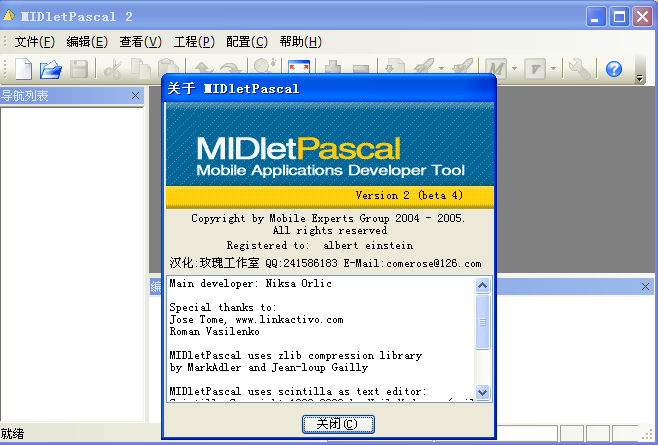 MIDletPascal 2
文件(F) 编辑(E) 查看(V) 工程(P) 配置(C) 帮助(H)
导航列表
关于 MIDletPascal
MIDletPascal
Mobile Applications Developer Tool
Version 2 (beta 4)
Copyright by Mobile Experts Group 2004 - 2005.
All rights reserved
Registered to: albert einstein
汉化:玫瑰工作室 QQ:241586183 E-Mail:comerose@126.com
Main developer: Niksa Orlic
Special thanks to:
Jose Tome, www.linkactivo.com
Roman Vasilenko
MIDletPascal uses zlib compression library
by MarkAdler and Jean-loup Gailly
MIDletPascal uses scintilla as text editor:
关闭(C)
就绪